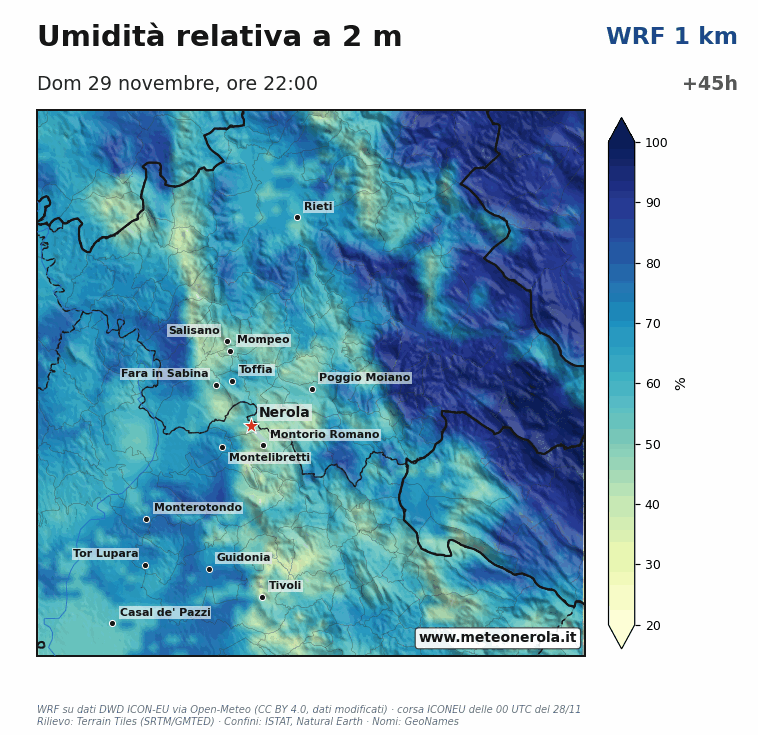 Umidità relativa a 2 m
WRF 1 km
Dom 29 novembre, ore 22:00
+45h
Rieti
Salisano
Mompeo
Toffia
Fara in Sabina
Poggio Moiano
Nerola
Montorio Romano
Montelibretti
Monterotondo
Tor Lupara
Guidonia
Tivoli
Casal de' Pazzi
www.meteonerola.it
100
90
80
70
60
50
40
30
20
%
WRF su dati DWD ICON-EU via Open-Meteo (CC BY 4.0, dati modificati) · corsa ICONEU delle 00 UTC del 28/11
Rilievo: Terrain Tiles (SRTM/GMTED) · Confini: ISTAT, Natural Earth · Nomi: GeoNames